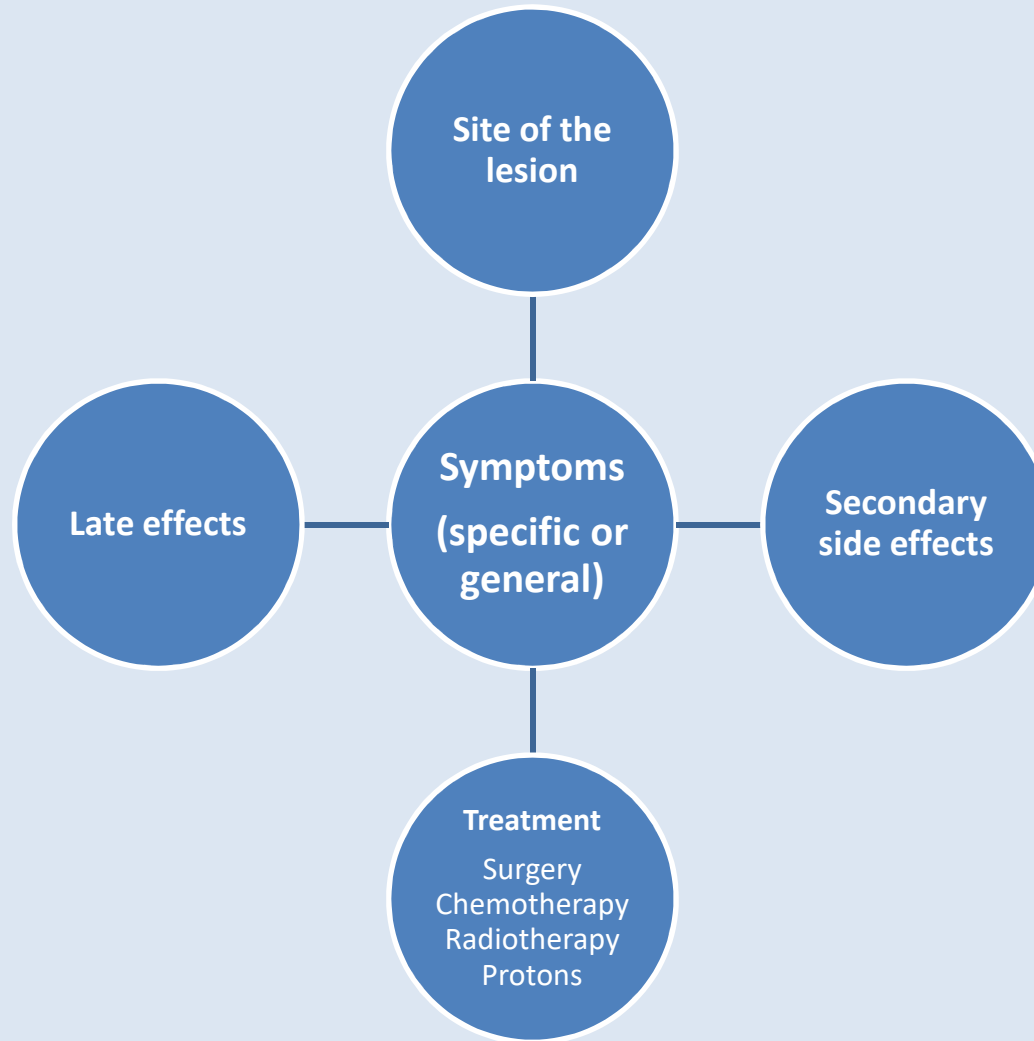 Site of the
lesion
Late effects
Symptoms
(specific or
general)
Secondary
side effects
Treatment
Surgery
Chemotherapy
Radiotherapy
Protons